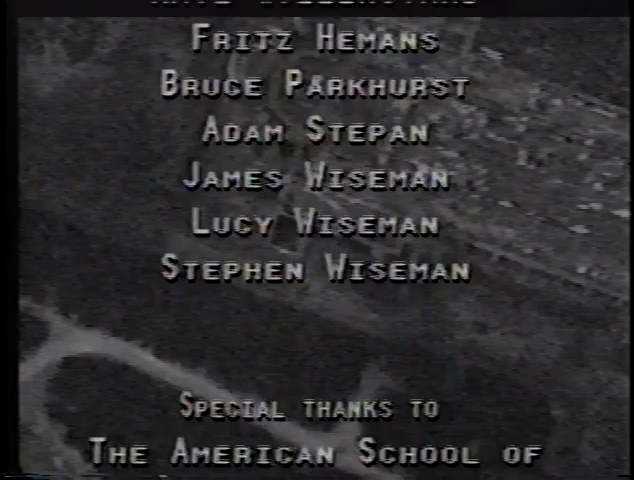 Fritz Hemans
Bruce Parkhurst
Adam Stepan
James Wiseman
Lucy Wiseman
Stephen Wiseman
Special thanks to
The American School of